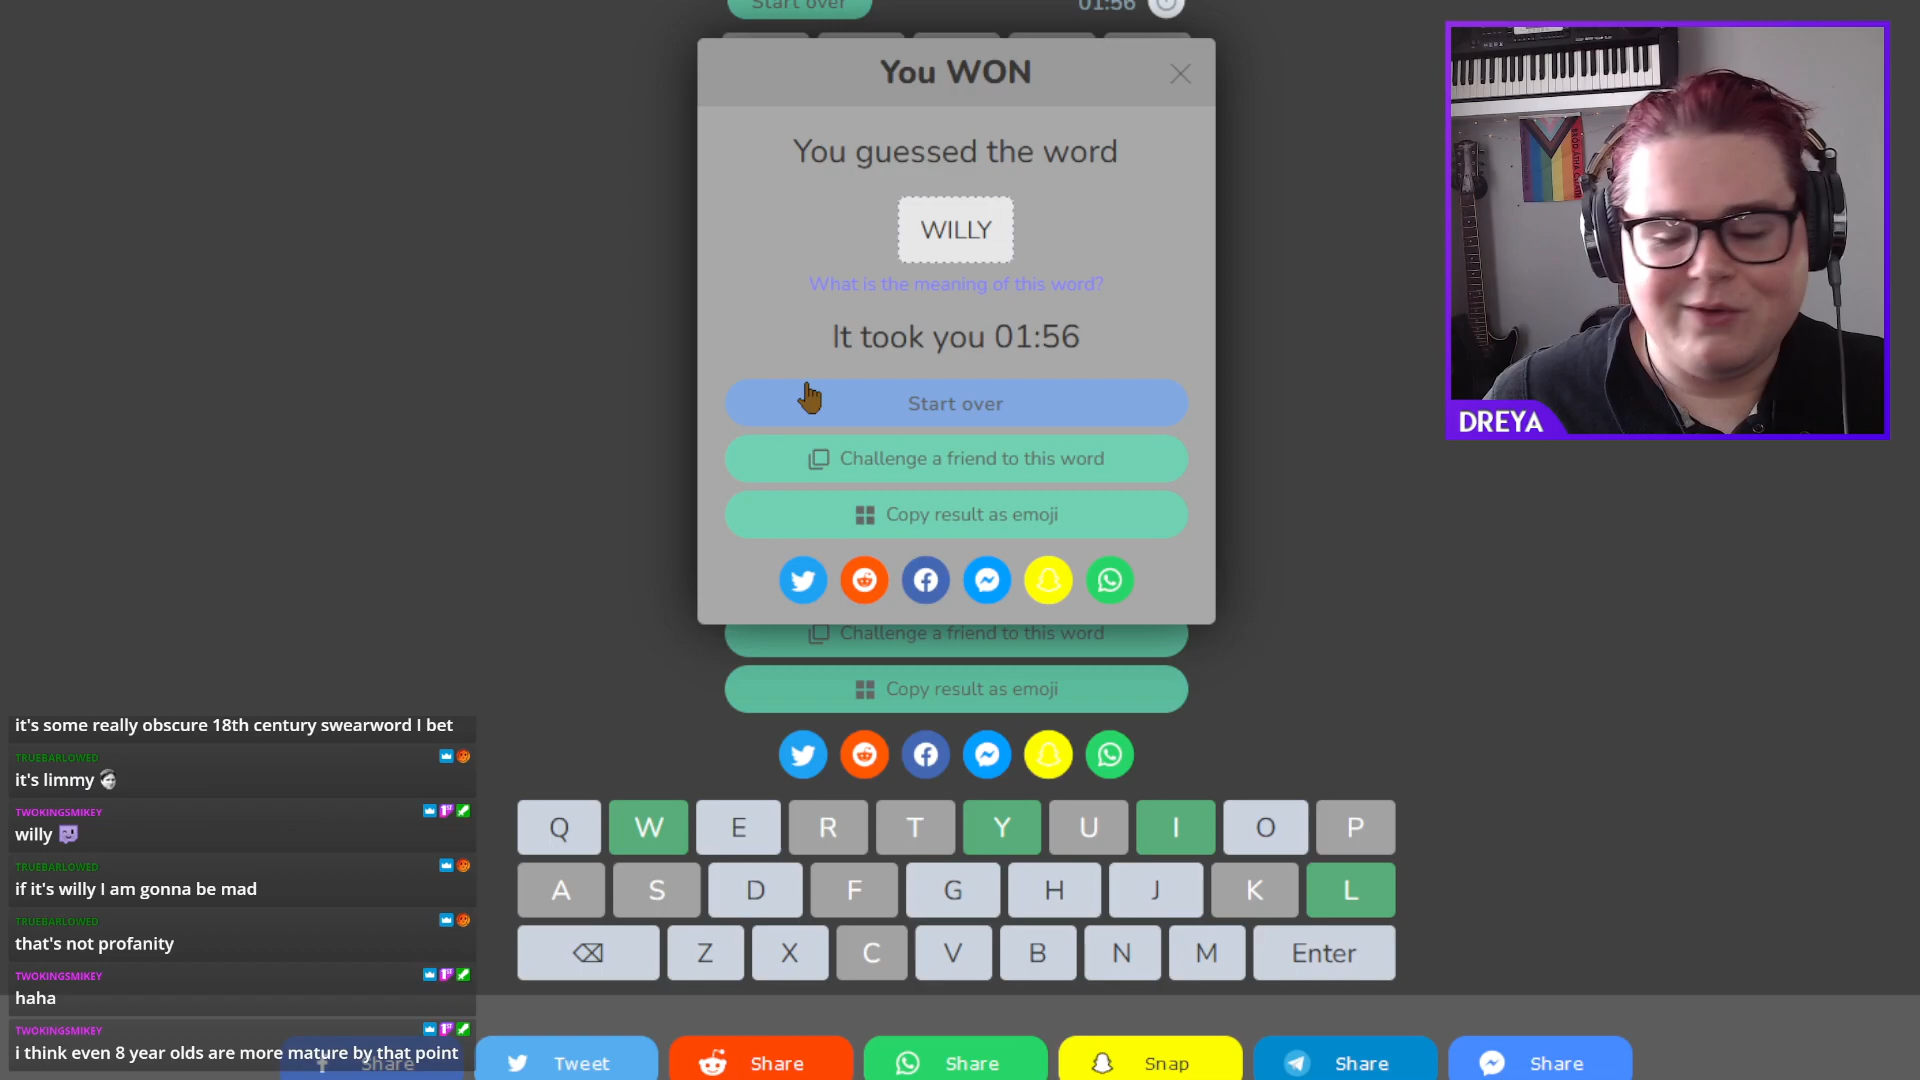 Start over
01:56
You WON
You guessed the word
WILLY
What is the meaning of this word?
It took you 01:56
Start over
Challenge a friend to this word
Copy result as emoji
Challenge a friend to this word
Copy result as emoji
DREYA
it's some really obscure 18th century swearword I bet
TRUEBARLOWED
it's limmy
TWOKINGSMIKEY
willy
TRUEBARLOWED
if it's willy I am gonna be mad
TRUEBARLOWED
that's not profanity
TWOKINGSMIKEY
haha
TWOKINGSMIKEY
i think even 8 year olds are more mature by that point
Q W E R T Y U I O P
A S D F G H J K L
⌫ Z X C V B N M Enter
Share Tweet Share Share Snap Share Share